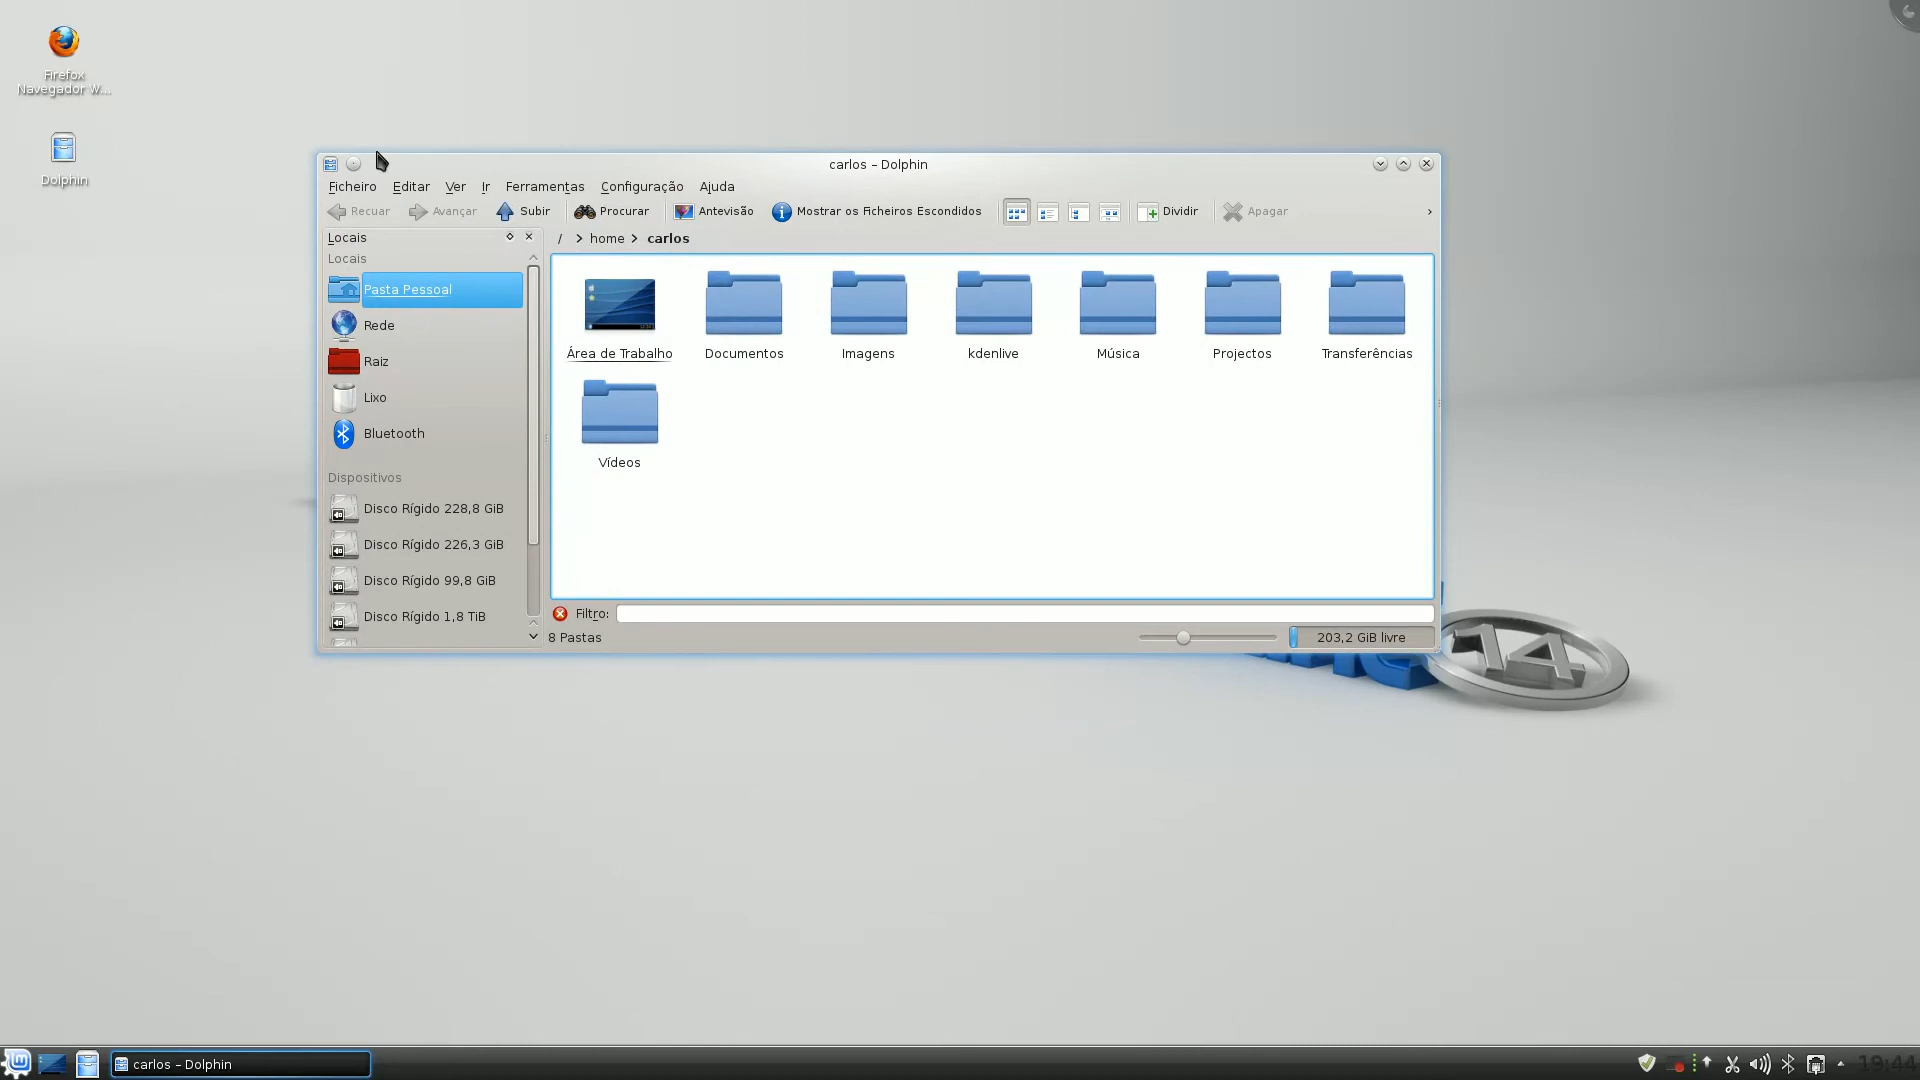 Firefox
Navegador W...
Dolphin
carlos – Dolphin
Ficheiro Editar Ver Ir Ferramentas Configuração Ajuda
Recuar Avançar Subir Procurar Antevisão Mostrar os Ficheiros Escondidos Dividir Apagar
Locais
/ > home > carlos
Locais
Pasta Pessoal
Rede
Raiz
Lixo
Bluetooth
Dispositivos
Disco Rígido 228,8 GiB
Disco Rígido 226,3 GiB
Disco Rígido 99,8 GiB
Disco Rígido 1,8 TiB
Área de Trabalho Documentos Imagens kdenlive Música Projectos Transferências
Vídeos
Filtro:
8 Pastas 203,2 GiB livre
14
carlos – Dolphin
19:44